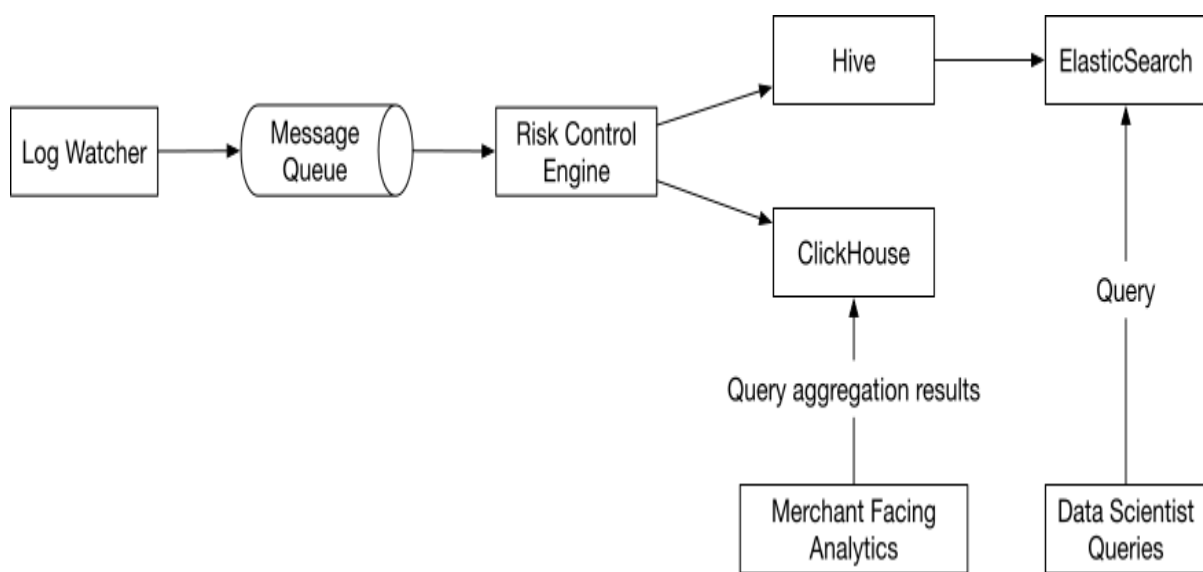 Log Watcher
Message
Queue
Risk Control
Engine
Hive
ElasticSearch
ClickHouse
Query
Query aggregation results
Merchant Facing
Analytics
Data Scientist
Queries